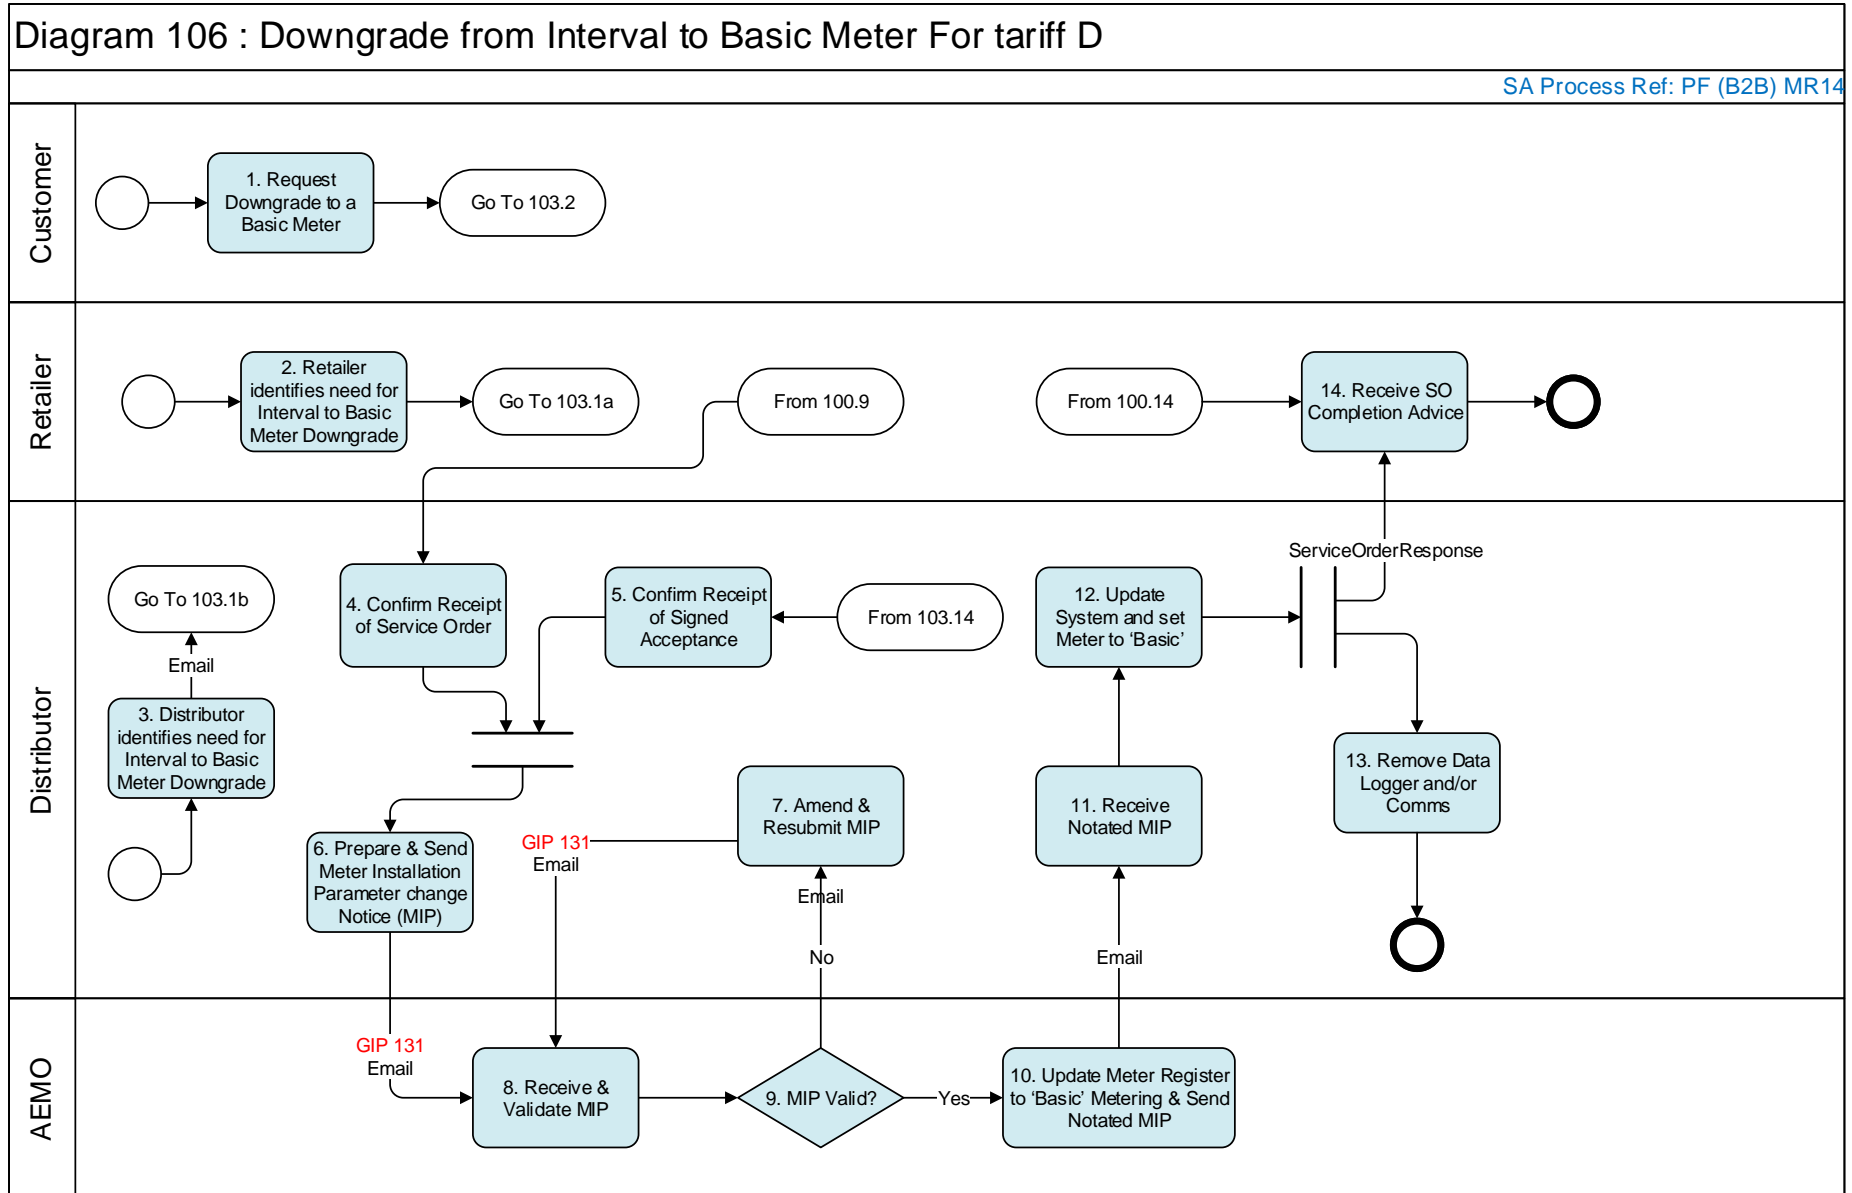 Diagram 106 : Downgrade from Interval to Basic Meter For tariff D
SA Process Ref: PF (B2B) MR14
Customer
1. Request
Downgrade to a
Basic Meter
Go To 103.2
Retailer
2. Retailer
identifies need for
Interval to Basic
Meter Downgrade
Go To 103.1a
From 100.9
From 100.14
14. Receive SO
Completion Advice
Distributor
Go To 103.1b
Email
3. Distributor
identifies need for
Interval to Basic
Meter Downgrade
4. Confirm Receipt
of Service Order
5. Confirm Receipt
of Signed
Acceptance
From 103.14
12. Update
System and set
Meter to ‘Basic’
ServiceOrderResponse
13. Remove Data
Logger and/or
Comms
6. Prepare & Send
Meter Installation
Parameter change
Notice (MIP)
GIP 131
Email
7. Amend &
Resubmit MIP
Email
No
11. Receive
Notated MIP
Email
AEMO
GIP 131
Email
8. Receive &
Validate MIP
9. MIP Valid?
Yes
10. Update Meter Register
to ‘Basic’ Metering & Send
Notated MIP